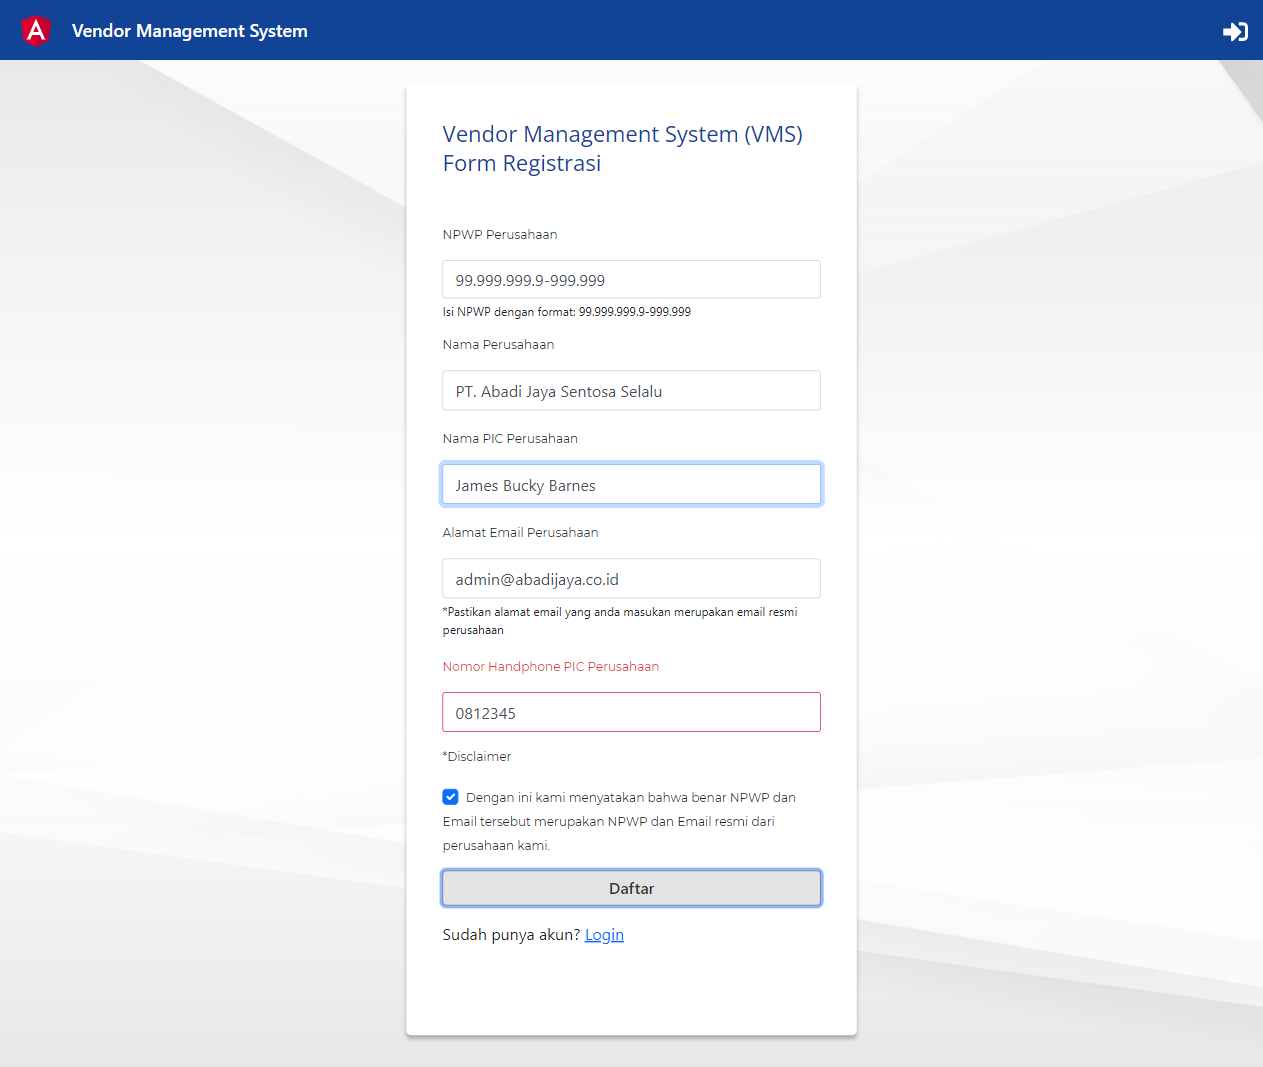 A
Vendor Management System
Vendor Management System (VMS)
Form Registrasi
NPWP Perusahaan
99.999.999.9-999.999
Isi NPWP dengan format: 99.999.999.9-999.999
Nama Perusahaan
PT. Abadi Jaya Sentosa Selalu
Nama PIC Perusahaan
James Bucky Barnes
Alamat Email Perusahaan
admin@abadijaya.co.id
*Pastikan alamat email yang anda masukan merupakan email resmi
perusahaan
Nomor Handphone PIC Perusahaan
0812345
*Disclaimer
Dengan ini kami menyatakan bahwa benar NPWP dan
Email tersebut merupakan NPWP dan Email resmi dari
perusahaan kami.
Daftar
Sudah punya akun? Login